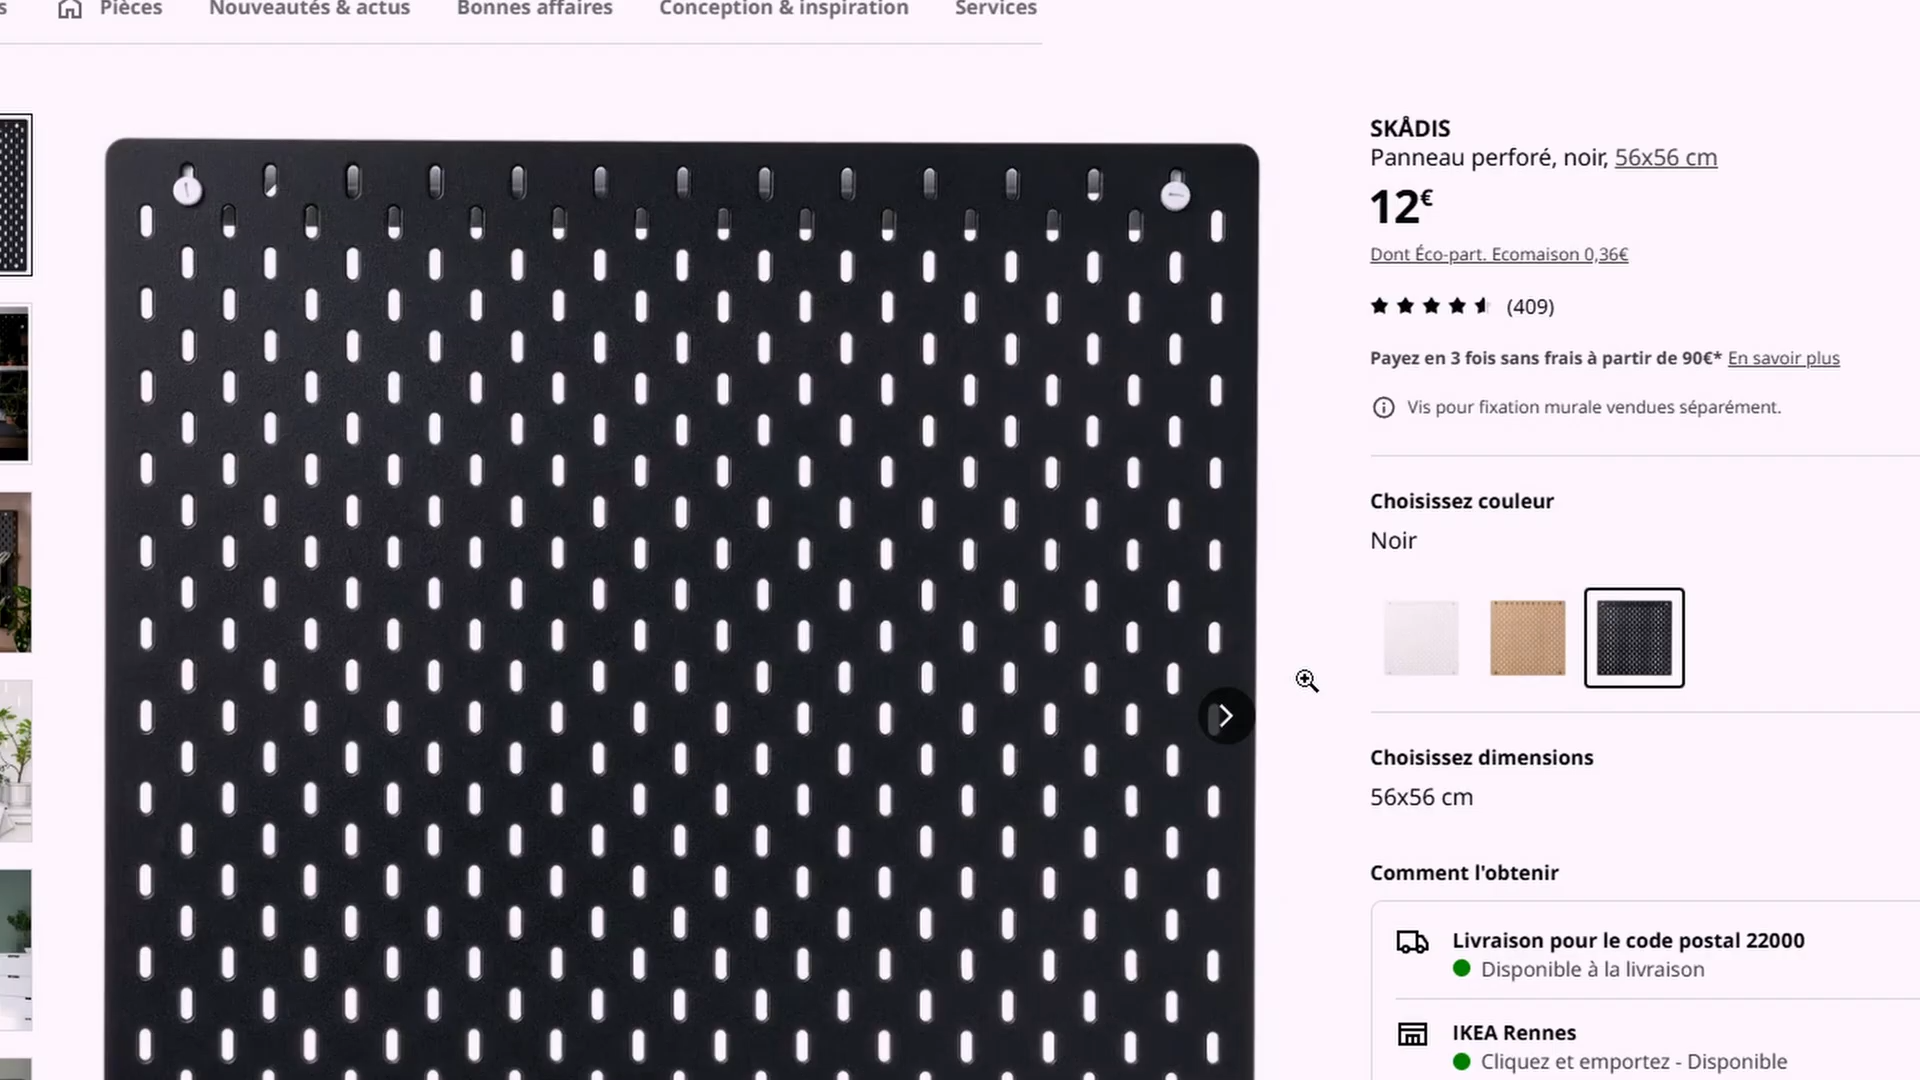 Pièces
Nouveautés & actus
Bonnes affaires
Conception & inspiration
Services
SKÅDIS
Panneau perforé, noir, 56x56 cm
12€
Dont Éco-part. Ecomaison 0,36€
(409)
Payez en 3 fois sans frais à partir de 90€* En savoir plus
Vis pour fixation murale vendues séparément.
Choisissez couleur
Noir
Choisissez dimensions
56x56 cm
Comment l'obtenir
Livraison pour le code postal 22000
Disponible à la livraison
IKEA Rennes
Cliquez et emportez - Disponible